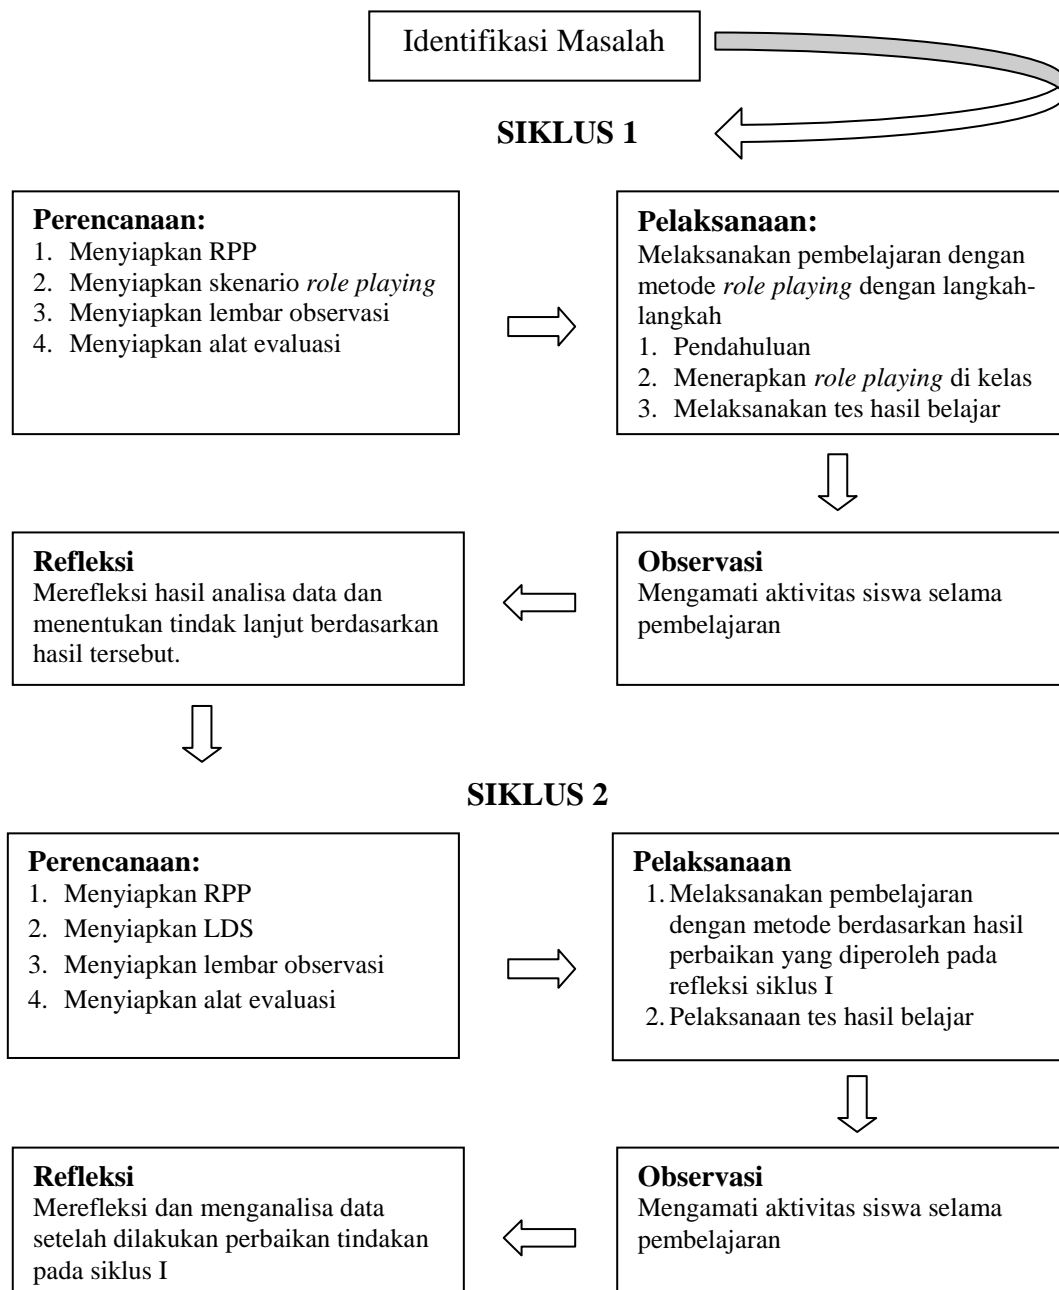 Identifikasi Masalah
SIKLUS 1
Perencanaan:
1. Menyiapkan RPP
2. Menyiapkan skenario role playing
3. Menyiapkan lembar observasi
4. Menyiapkan alat evaluasi
Pelaksanaan:
Melaksanakan pembelajaran dengan
metode role playing dengan langkah-
langkah
1. Pendahuluan
2. Menerapkan role playing di kelas
3. Melaksanakan tes hasil belajar
Refleksi
Merefleksi hasil analisa data dan
menentukan tindak lanjut berdasarkan
hasil tersebut.
Observasi
Mengamati aktivitas siswa selama
pembelajaran
SIKLUS 2
Perencanaan:
1. Menyiapkan RPP
2. Menyiapkan LDS
3. Menyiapkan lembar observasi
4. Menyiapkan alat evaluasi
Pelaksanaan
1. Melaksanakan pembelajaran
dengan metode berdasarkan hasil
perbaikan yang diperoleh pada
refleksi siklus I
2. Pelaksanaan tes hasil belajar
Refleksi
Merefleksi dan menganalisa data
setelah dilakukan perbaikan tindakan
pada siklus I
Observasi
Mengamati aktivitas siswa selama
pembelajaran